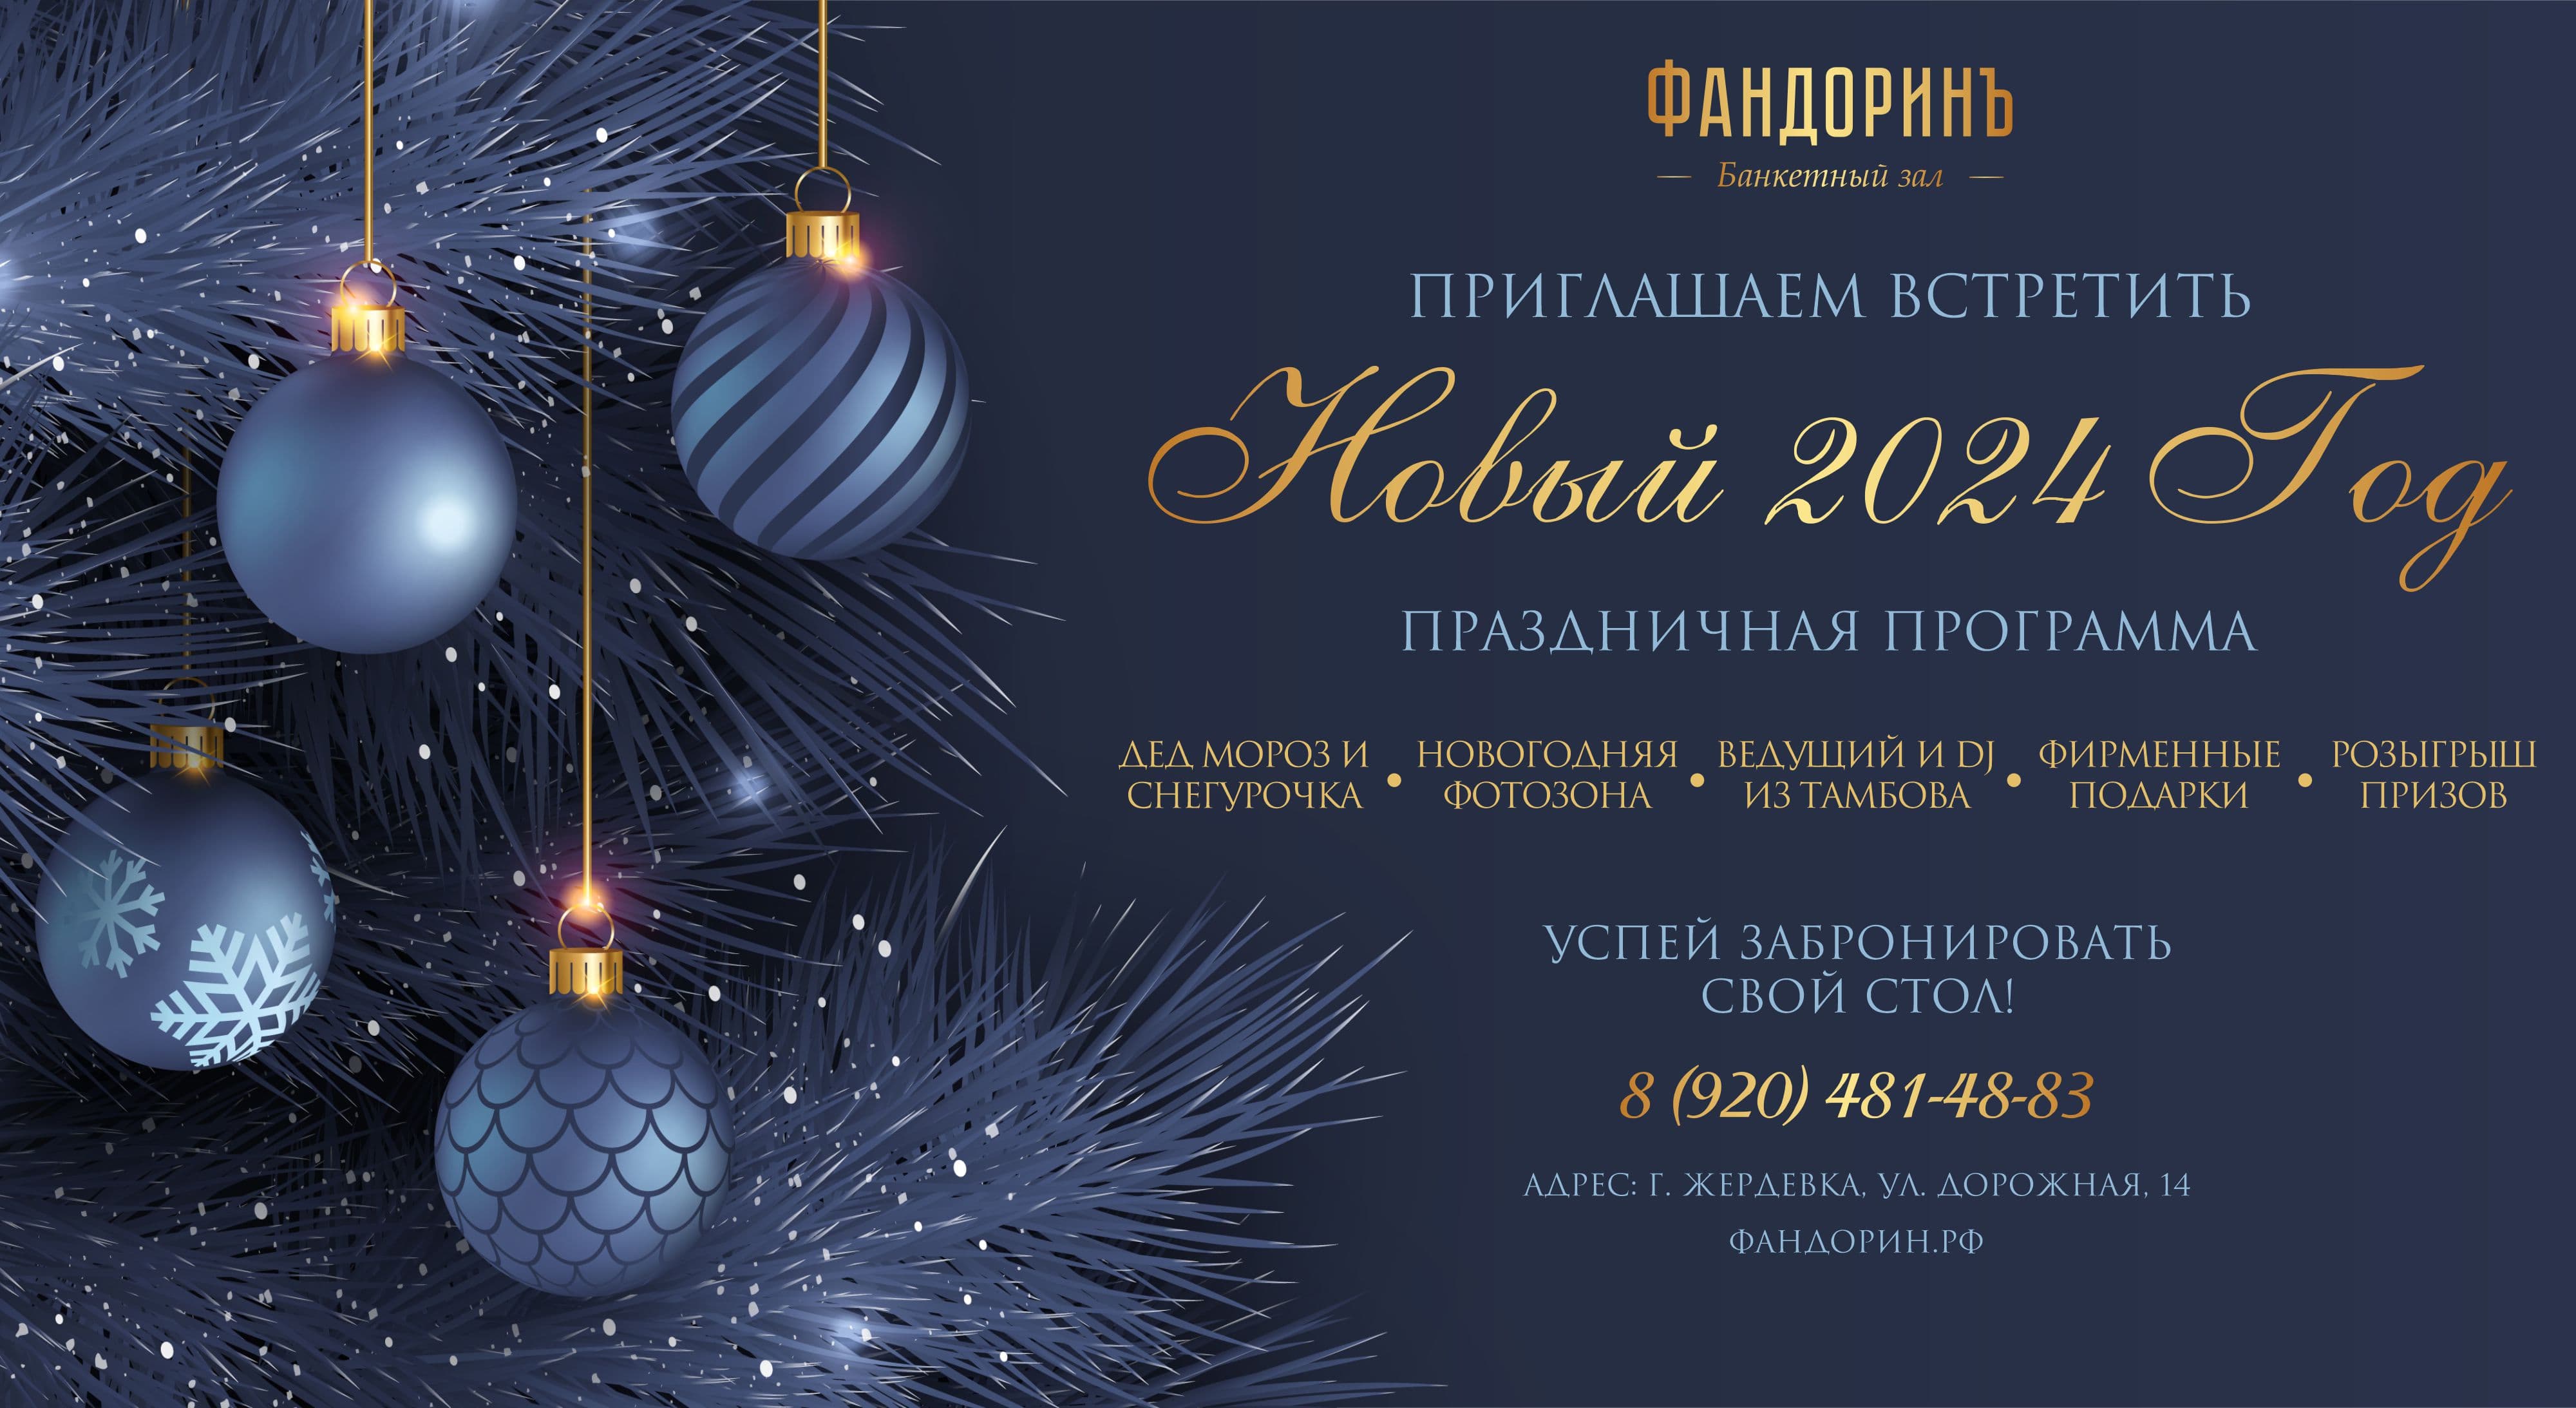 ФАНДОРИНЪ
— Банкетный зал —
ПРИГЛАШАЕМ ВСТРЕТИТЬ
Новый 2024 Год
ПРАЗДНИЧНАЯ ПРОГРАММА
ДЕД МОРОЗ И
СНЕГУРОЧКА
•
НОВОГОДНЯЯ
ФОТОЗОНА
•
ВЕДУЩИЙ И DJ
ИЗ ТАМБОВА
•
ФИРМЕННЫЕ
ПОДАРКИ
•
РОЗЫГРЫШ
ПРИЗОВ
УСПЕЙ ЗАБРОНИРОВАТЬ
СВОЙ СТОЛ!
8 (920) 481-48-83
АДРЕС: Г. ЖЕРДЕВКА, УЛ. ДОРОЖНАЯ, 14
ФАНДОРИН.РФ